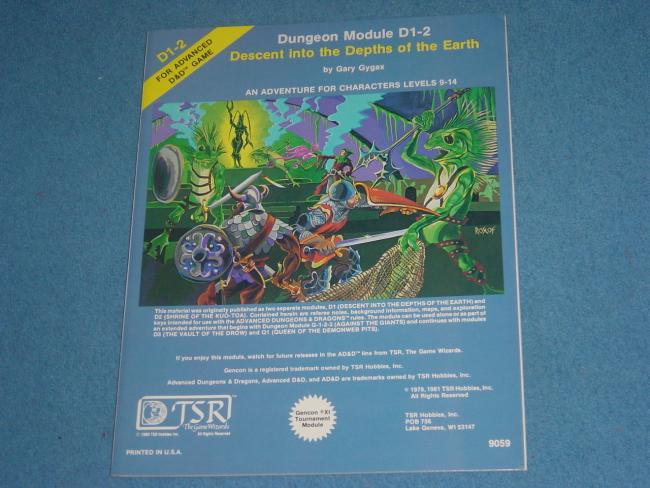 D1-2
FOR ADVANCED
D&D™ GAME
Dungeon Module D1-2
Descent into the Depths of the Earth
by Gary Gygax
AN ADVENTURE FOR CHARACTERS LEVELS 9-14
ROSLOF
This material was originally published as two separate modules, D1 (DESCENT INTO THE DEPTHS OF THE EARTH) and
D2 (SHRINE OF THE KUO-TOA). Contained herein are referee notes, background information, maps, and exploration
keys intended for use with the ADVANCED DUNGEONS & DRAGONS™ rules. The module can be used alone or as part of
an extended adventure that begins with Dungeon Module G-1-2-3 (AGAINST THE GIANTS) and continues with modules
D3 (THE VAULT OF THE DROW) and Q1 (QUEEN OF THE DEMONWEB PITS).
If you enjoy this module, watch for future releases in the AD&D™ line from TSR, The Game Wizards.
Gencon is a registered trademark owned by TSR Hobbies, Inc.
Advanced Dungeons & Dragons, Advanced D&D, and AD&D are trademarks owned by TSR Hobbies, Inc.
© 1978, 1981 TSR Hobbies, Inc.
All Rights Reserved
TSR
The Game Wizards
© 1980 TSR Hobbies Inc. All Rights Reserved
Gencon ® XI
Tournament
Module
TSR Hobbies, Inc.
POB 756
Lake Geneva, WI 53147
PRINTED IN U.S.A.
9059